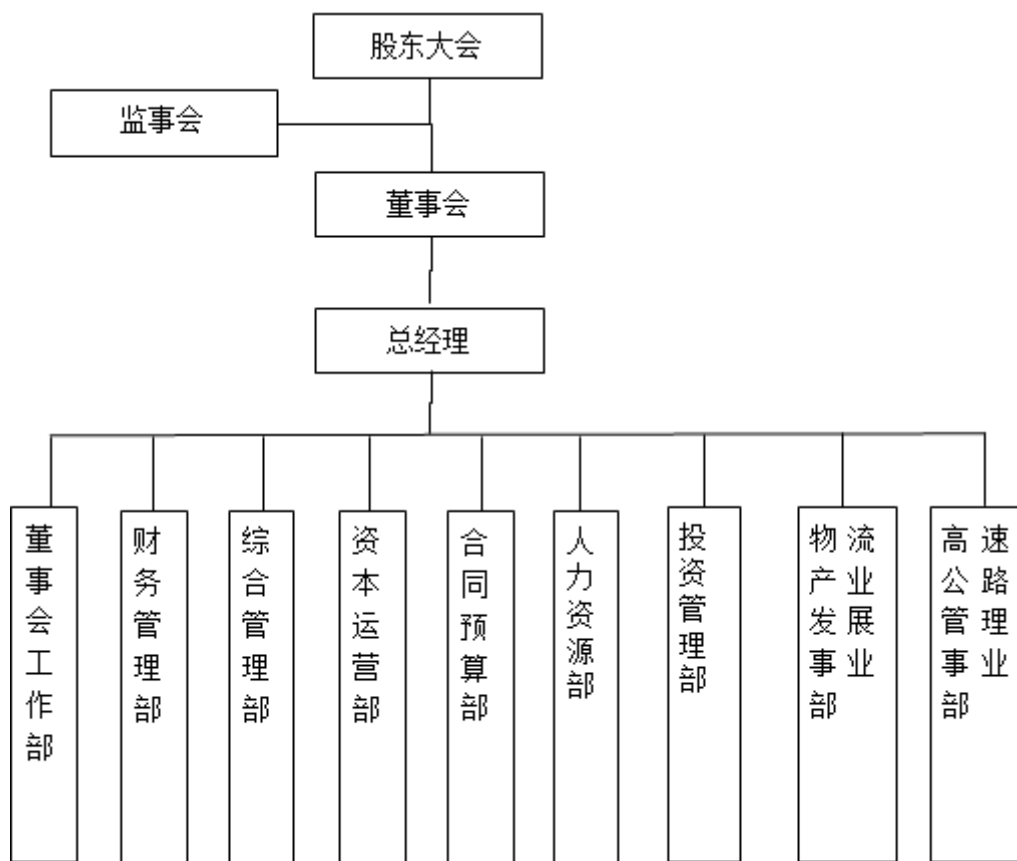 股东大会
监事会
董事会
总经理
董事会工作部
财务管理部
综合管理部
资本运营部
合同预算部
人力资源部
投资管理部
物流
产业
发展
事业
部
高速
公路
管理
事业
部